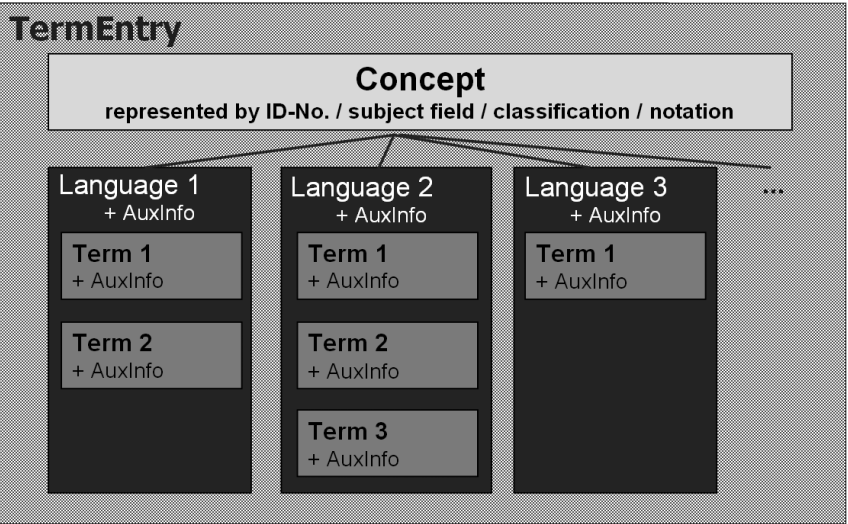 TermEntry
Concept
represented by ID-No. / subject field / classification / notation
Language 1
+ AuxInfo
Term 1
+ AuxInfo
Term 2
+ AuxInfo
Language 2
+ AuxInfo
Term 1
+ AuxInfo
Term 2
+ AuxInfo
Term 3
+ AuxInfo
Language 3
+ AuxInfo
Term 1
+ AuxInfo
...